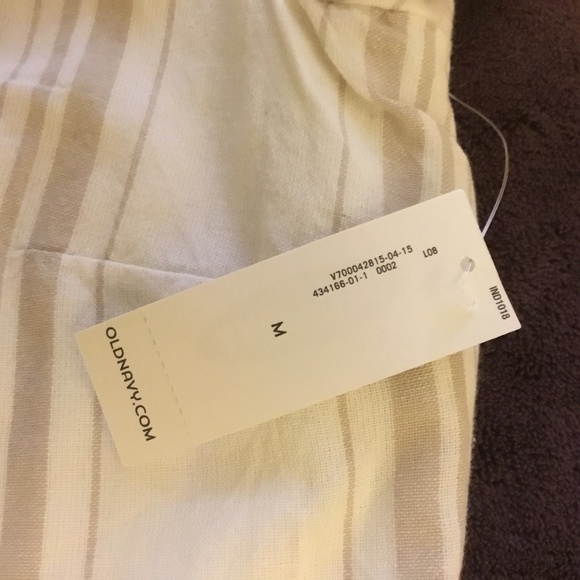 V700042815-04-15 L08
434166-01-1 0002
IND1018
M
OLDNAVY.COM